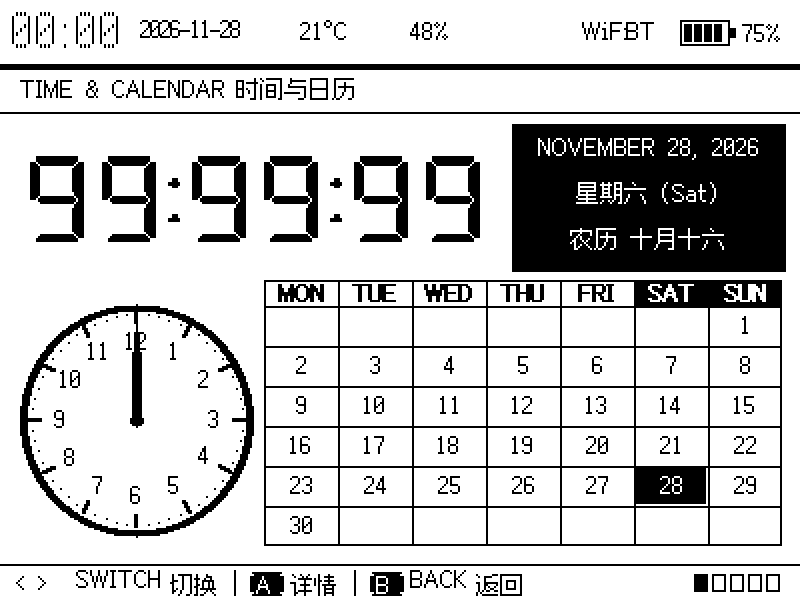 00:00 2026-11-28 21°C 48% WiFBT 75%
TIME & CALENDAR 时间与日历
99:99:99
NOVEMBER 28, 2026
星期六 (Sat)
农历 十月十六
MON TUE WED THU FRI SAT SUN
1
2 3 4 5 6 7 8
9 10 11 12 13 14 15
16 17 18 19 20 21 22
23 24 25 26 27 28 29
30
12
11 1
10 2
9 3
8 4
7 5
6
< > SWITCH 切换 | A 详情 | B BACK 返回